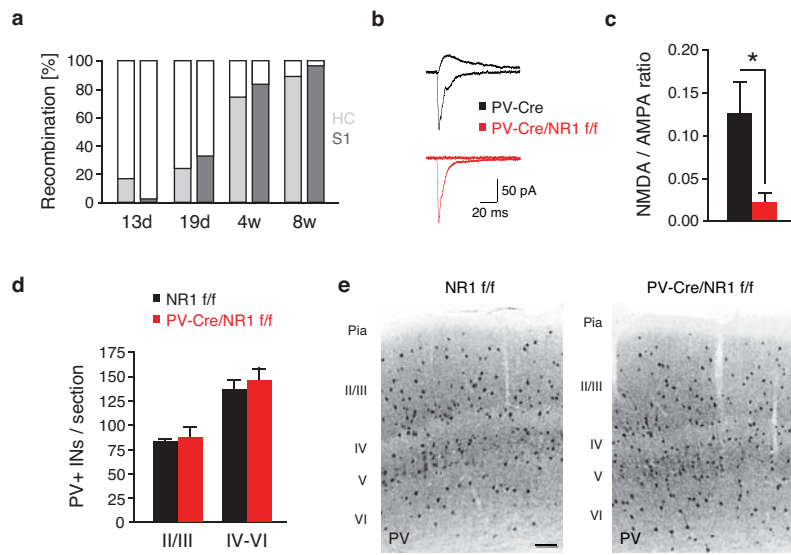 a
Recombination [%]
100
80
60
40
20
0
13d 19d 4w 8w
HC
S1
b
PV-Cre
PV-Cre/NR1 f/f
50 pA
20 ms
c
NMDA / AMPA ratio
0.20
0.15
0.10
0.05
0.00
*
d
NR1 f/f
PV-Cre/NR1 f/f
PV+ INs / section
175
150
125
100
75
50
25
0
II/III IV-VI
e
NR1 f/f
Pia
II/III
IV
V
VI
PV
PV-Cre/NR1 f/f
Pia
II/III
IV
V
VI
PV